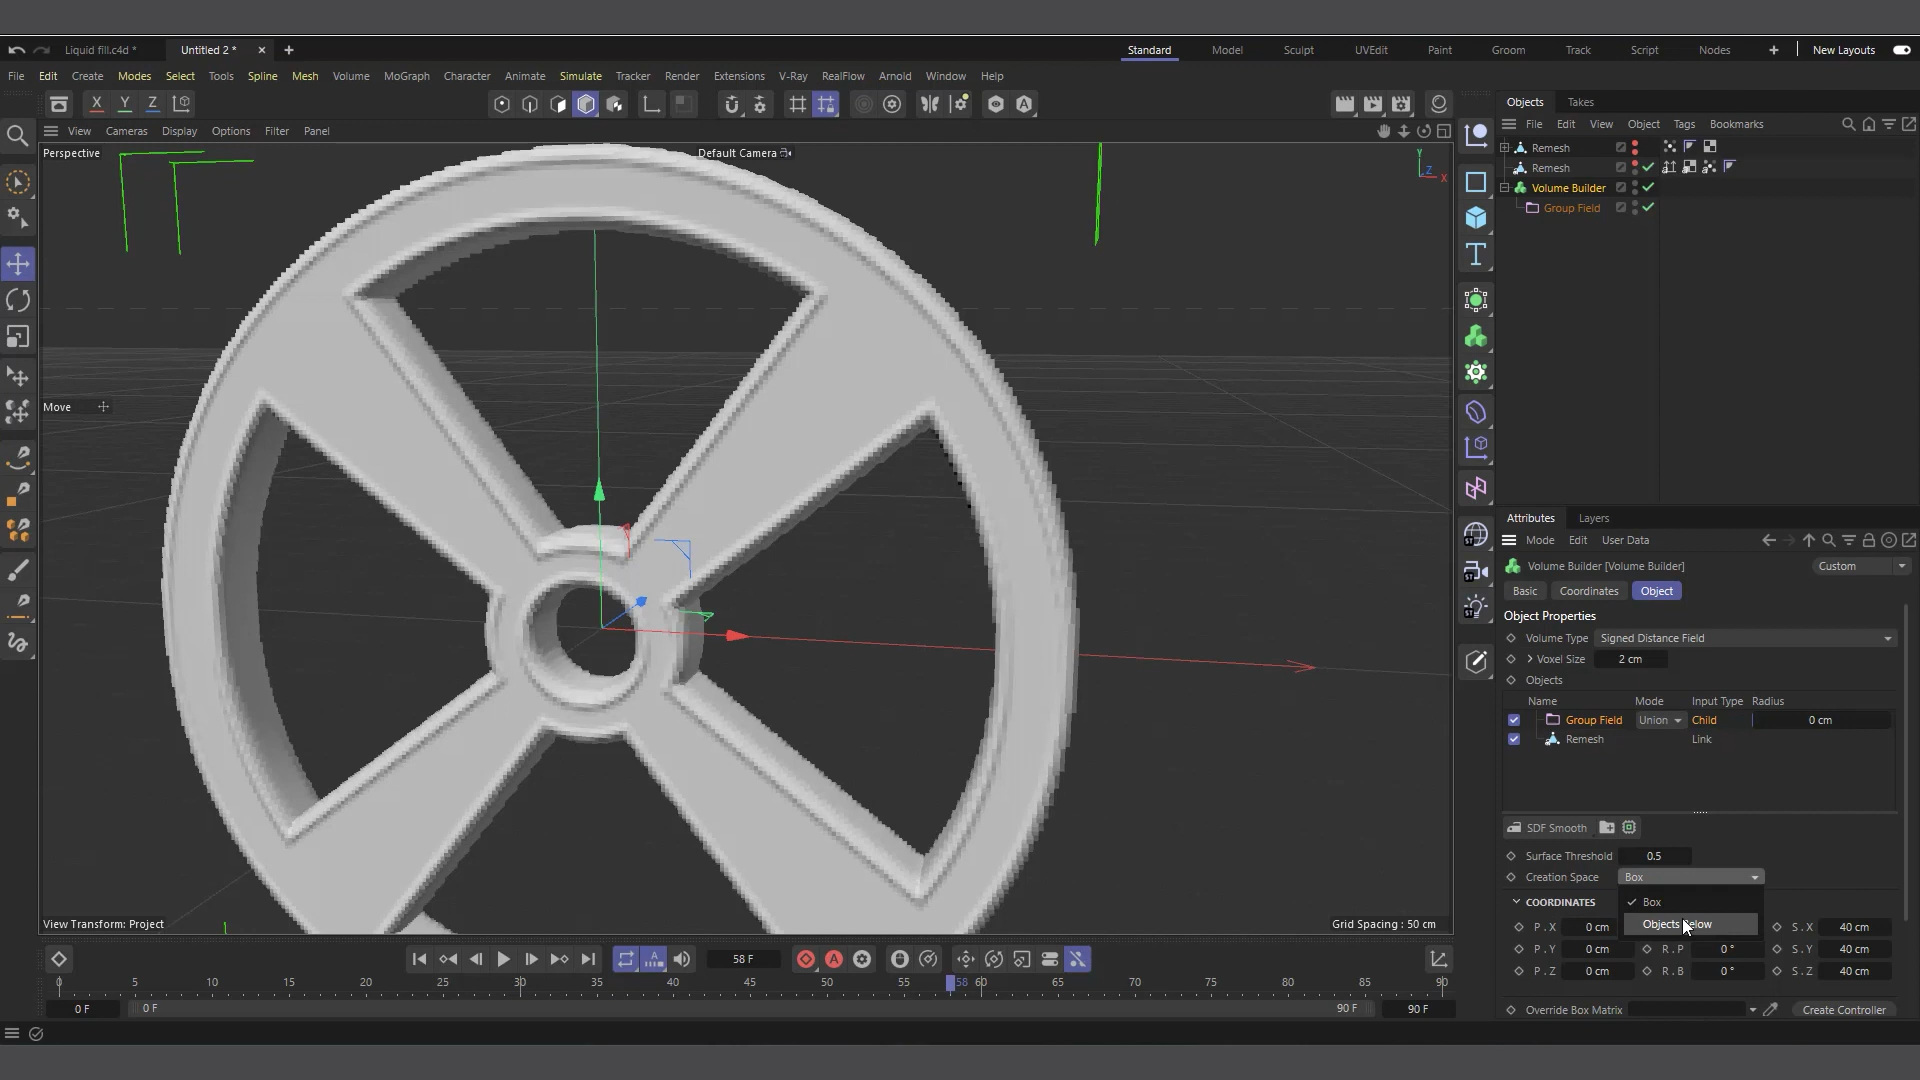 Liquid fill.c4d *
Untitled 2 *
Standard
Model
Sculpt
UVEdit
Paint
Groom
Track
Script
Nodes
New Layouts
File Edit Create Modes Select Tools Spline Mesh Volume MoGraph Character Animate Simulate Tracker Render Extensions V-Ray RealFlow Arnold Window Help
X Y Z
View Cameras Display Options Filter Panel
Perspective
Default Camera
Y
Z
X
Move
View Transform: Project
Grid Spacing : 50 cm
58 F
0 5 10 15 20 25 30 35 40 45 50 55 58 60 65 70 75 80 85 90
0 F
0 F
90 F
90 F
Objects Takes
File Edit View Object Tags Bookmarks
Remesh
Remesh
Volume Builder
Group Field
Attributes Layers
Mode Edit User Data
Volume Builder [Volume Builder]
Custom
Basic Coordinates Object
Object Properties
Volume Type Signed Distance Field
Voxel Size 2 cm
Objects
Name Mode Input Type Radius
Group Field Union Child 0 cm
Remesh Link
SDF Smooth
Surface Threshold 0.5
Creation Space Box
Box
COORDINATES
Objects Below
P . X 0 cm S . X 40 cm
P . Y 0 cm R . P 0 ° S . Y 40 cm
P . Z 0 cm R . B 0 ° S . Z 40 cm
Override Box Matrix Create Controller